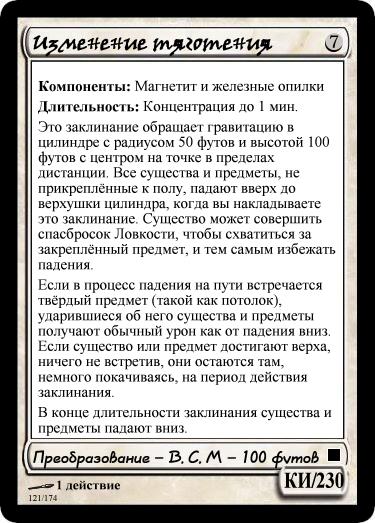 Изменение тяготения 7
Компоненты: Магнетит и железные опилки
Длительность: Концентрация до 1 мин.
Это заклинание обращает гравитацию в
цилиндре с радиусом 50 футов и высотой 100
футов с центром на точке в пределах
дистанции. Все существа и предметы, не
прикреплённые к полу, падают вверх до
верхушки цилиндра, когда вы накладываете
это заклинание. Существо может совершить
спасбросок Ловкости, чтобы схватиться за
закреплённый предмет, и тем самым избежать
падения.
Если в процесс падения на пути встречается
твёрдый предмет (такой как потолок),
ударившиеся об него существа и предметы
получают обычный урон как от падения вниз.
Если существо или предмет достигают верха,
ничего не встретив, они остаются там,
немного покачиваясь, на период действия
заклинания.
В конце длительности заклинания существа и
предметы падают вниз.
Преобразование – В, С, М – 100 футов
КИ/230
1 действие
121/174